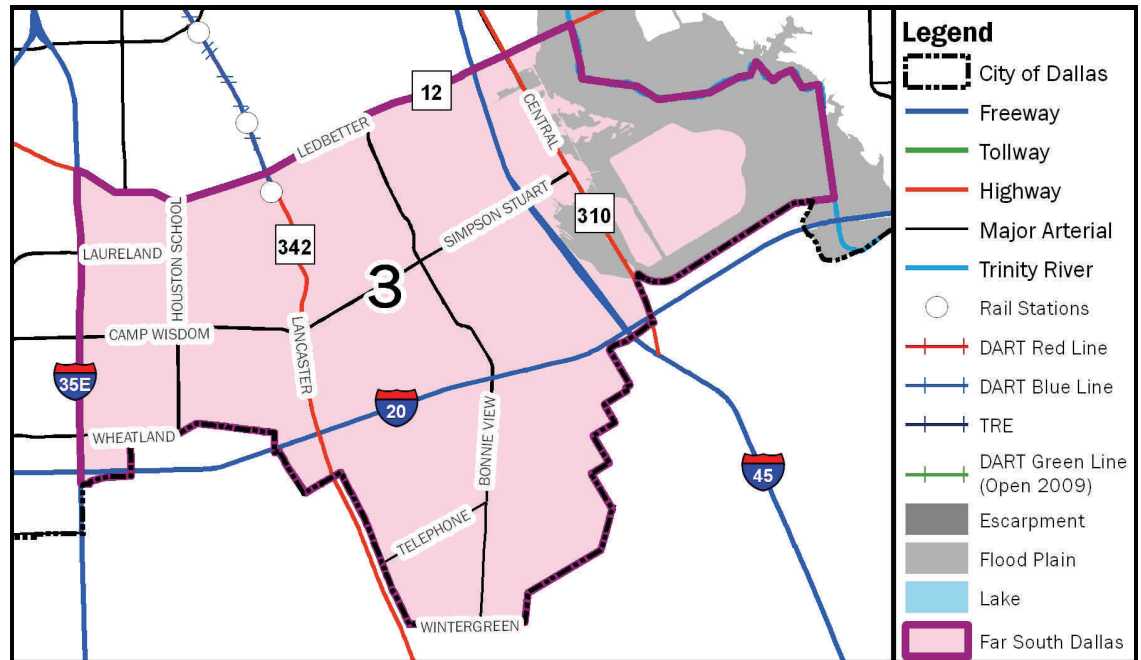 12
LEDBETTER
CENTRAL
SIMPSON STUART
310
HOUSTON SCHOOL
342
LAURELAND
3
CAMP WISDOM
LANCASTER
35E
20
WHEATLAND
BONNIE VIEW
45
TELEPHONE
WINTERGREEN
Legend
City of Dallas
Freeway
Tollway
Highway
Major Arterial
Trinity River
Rail Stations
DART Red Line
DART Blue Line
TRE
DART Green Line
(Open 2009)
Escarpment
Flood Plain
Lake
Far South Dallas